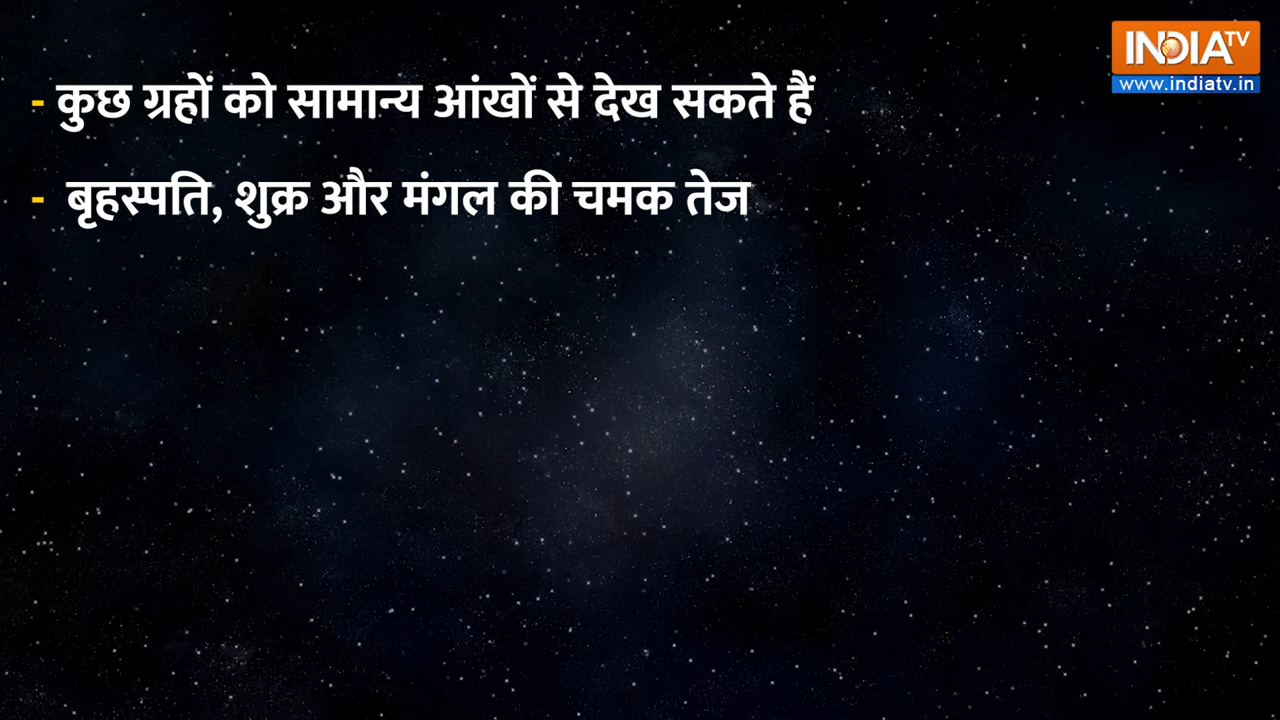 INDIA TV
www.indiatv.in
- कुछ ग्रहों को सामान्य आंखों से देख सकते हैं
- बृहस्पति, शुक्र और मंगल की चमक तेज